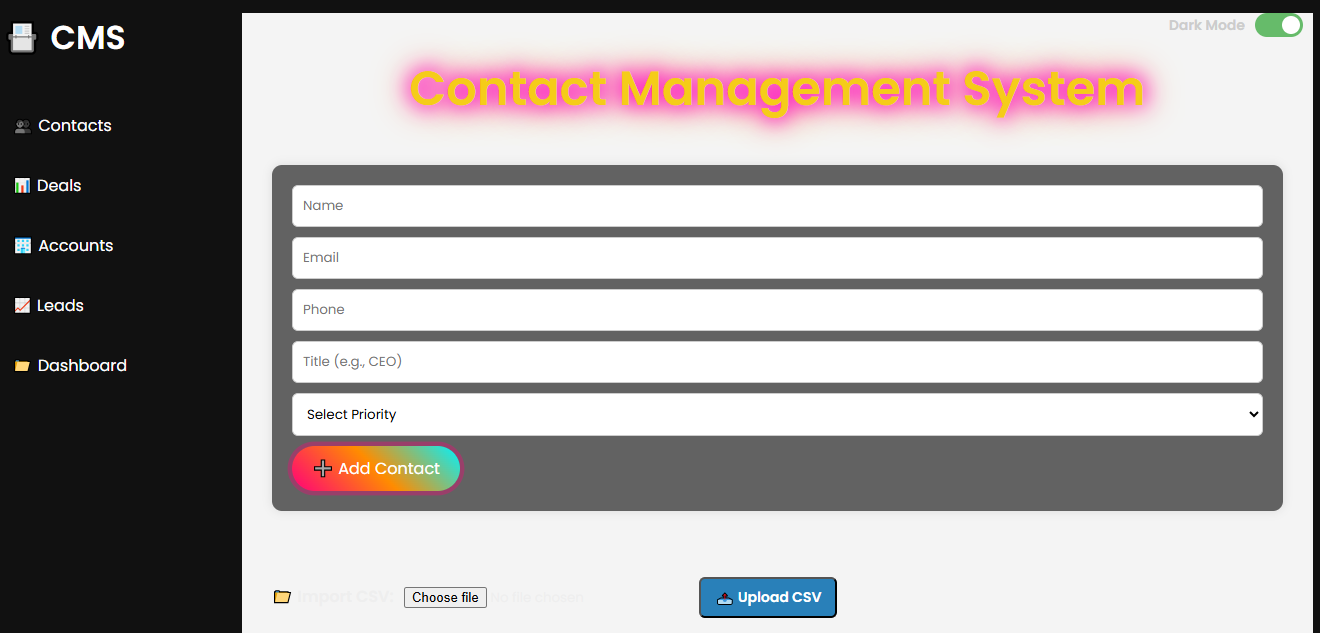 CMS
Dark Mode
Contact Management System
Contacts
Deals
Accounts
Leads
Dashboard
Name
Email
Phone
Title (e.g., CEO)
Select Priority
Add Contact
Import CSV: Choose file No file chosen
Upload CSV